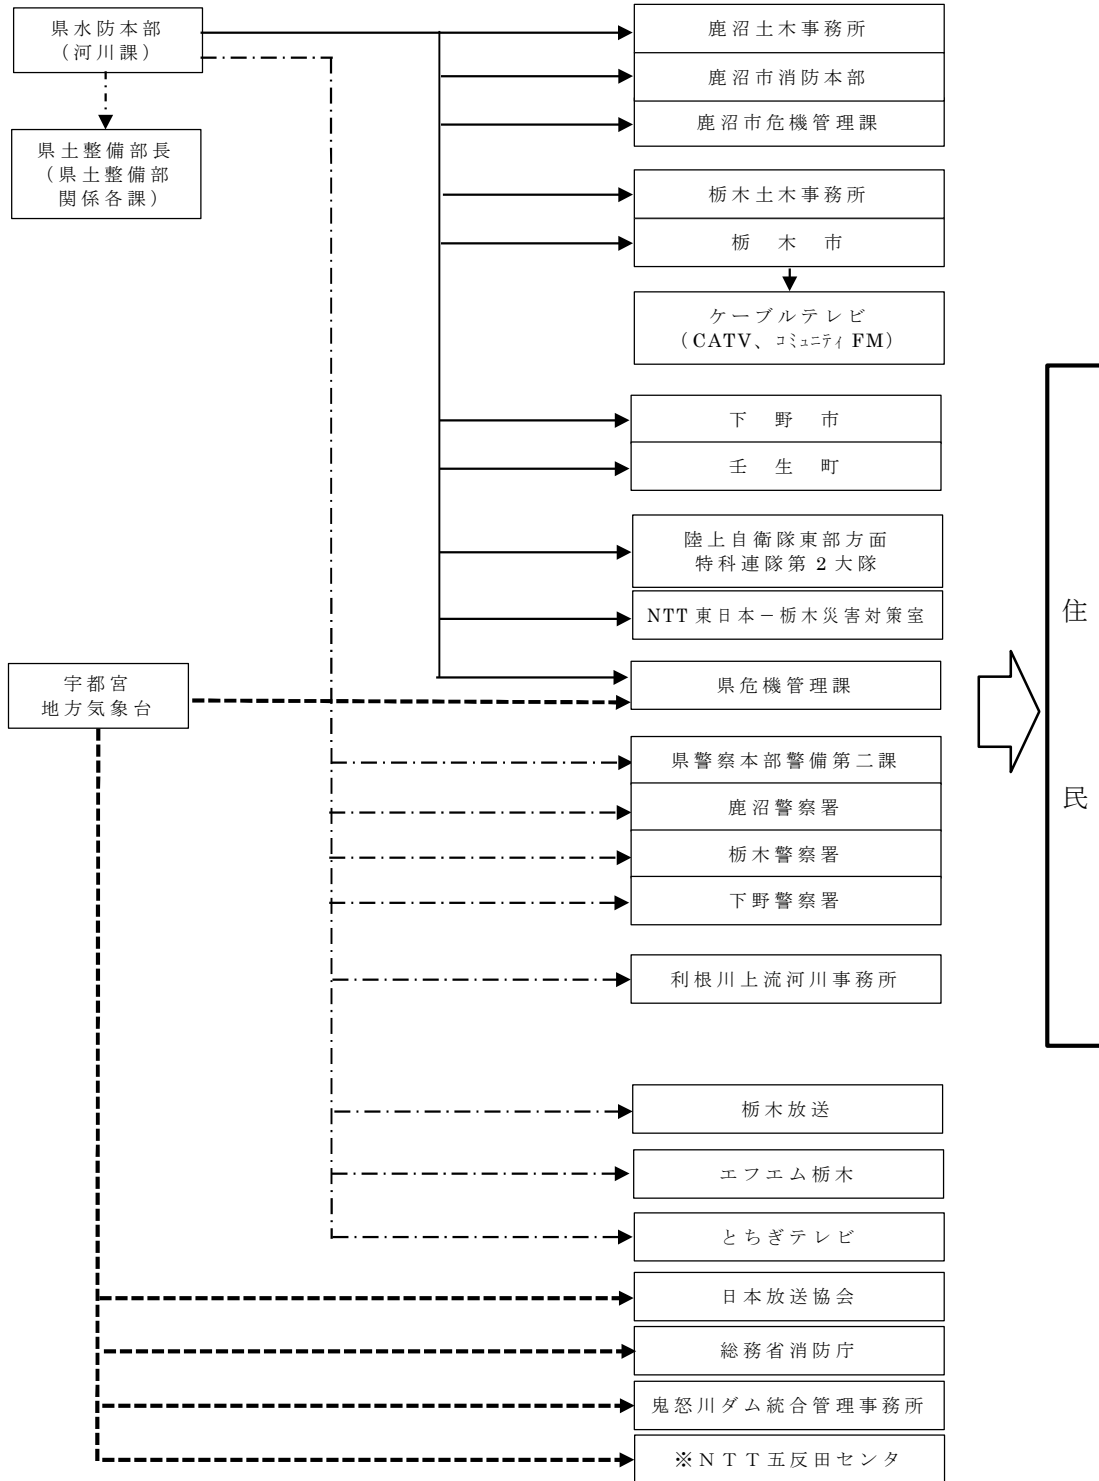 県水防本部
（河川課）
県土整備部長
（県土整備部
関係各課）
鹿沼土木事務所
鹿沼市消防本部
鹿沼市危機管理課
栃木土木事務所
栃　木　市
ケーブルテレビ
（CATV、コミュニティ FM）
下　野　市
壬　生　町
陸上自衛隊東部方面
特科連隊第 2 大隊
NTT 東日本－栃木災害対策室
県危機管理課
宇都宮
地方気象台
県警察本部警備第二課
鹿沼警察署
栃木警察署
下野警察署
利根川上流河川事務所
栃木放送
エフエム栃木
とちぎテレビ
日本放送協会
総務省消防庁
鬼怒川ダム統合管理事務所
※ＮＴＴ五反田センタ
住
民